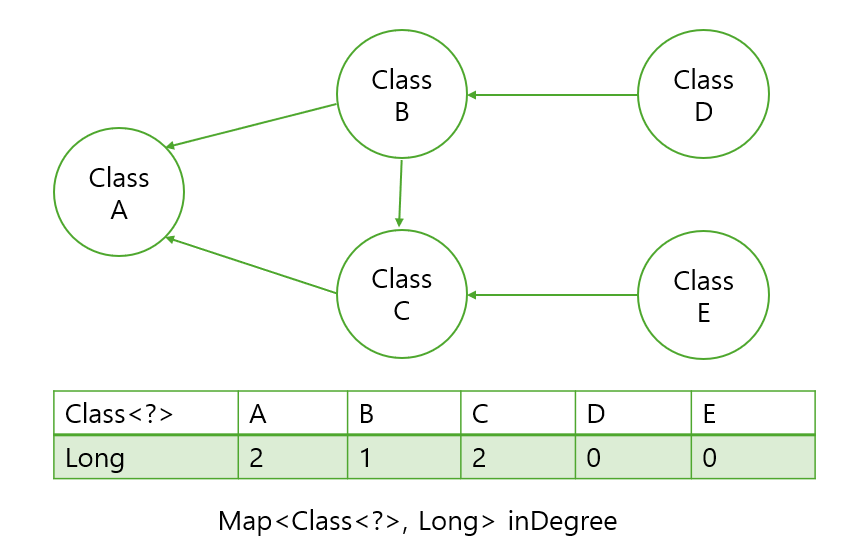 Class
B
Class
D
Class
A
Class
C
Class
E
Class<?> A B C D E
Long 2 1 2 0 0
Map<Class<?>, Long> inDegree